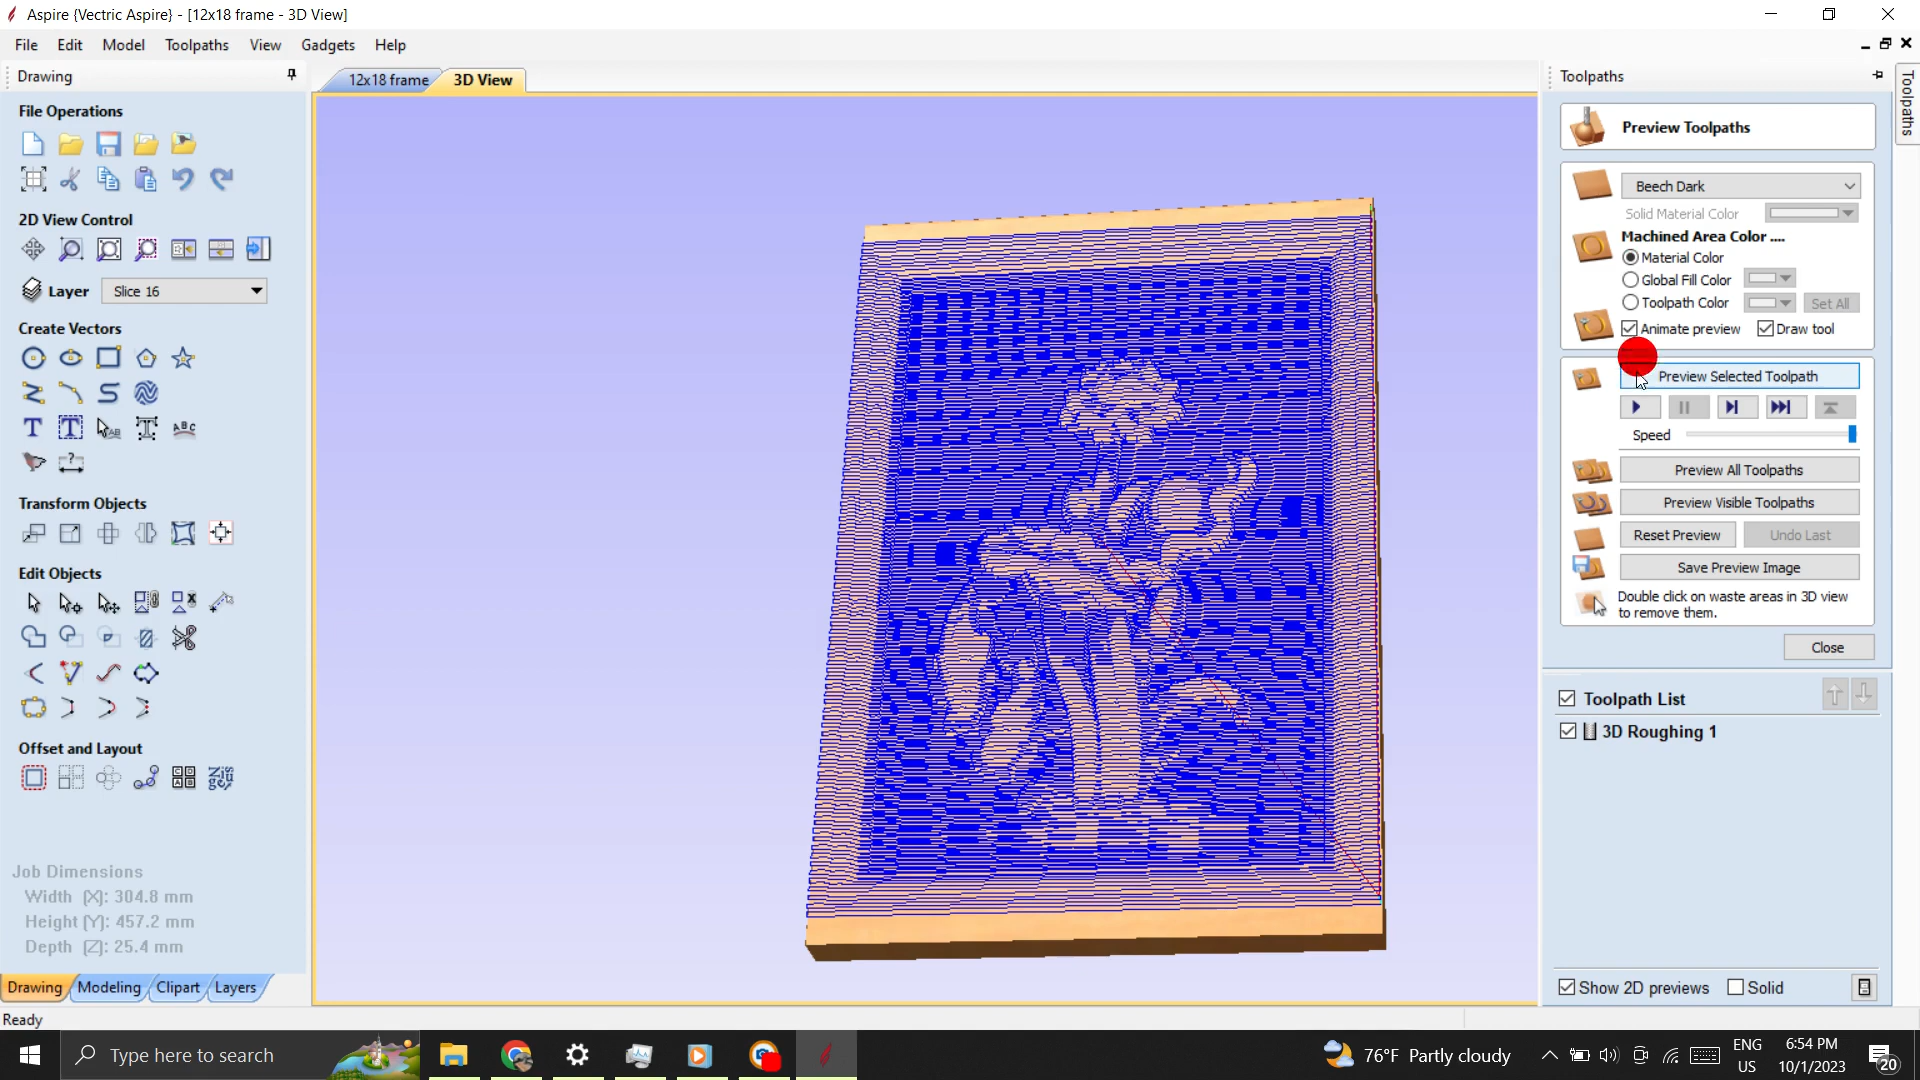 Aspire {Vectric Aspire} - [12x18 frame - 3D View]
File Edit Model Toolpaths View Gadgets Help
Drawing
File Operations
2D View Control
Layer Slice 16
Create Vectors
Transform Objects
Edit Objects
Offset and Layout
Job Dimensions
Width (X): 304.8 mm
Height (Y): 457.2 mm
Depth (Z): 25.4 mm
Drawing Modeling Clipart Layers
Ready
12x18 frame 3D View
Toolpaths
Toolpaths
Preview Toolpaths
Beech Dark
Solid Material Color
Machined Area Color ....
Material Color
Global Fill Color
Toolpath Color Set All
Animate preview Draw tool
Preview Selected Toolpath
Speed
Preview All Toolpaths
Preview Visible Toolpaths
Reset Preview Undo Last
Save Preview Image
Double click on waste areas in 3D view
to remove them.
Close
Toolpath List
3D Roughing 1
Show 2D previews Solid
Type here to search
76°F Partly cloudy
ENG
US
6:54 PM
10/1/2023
20